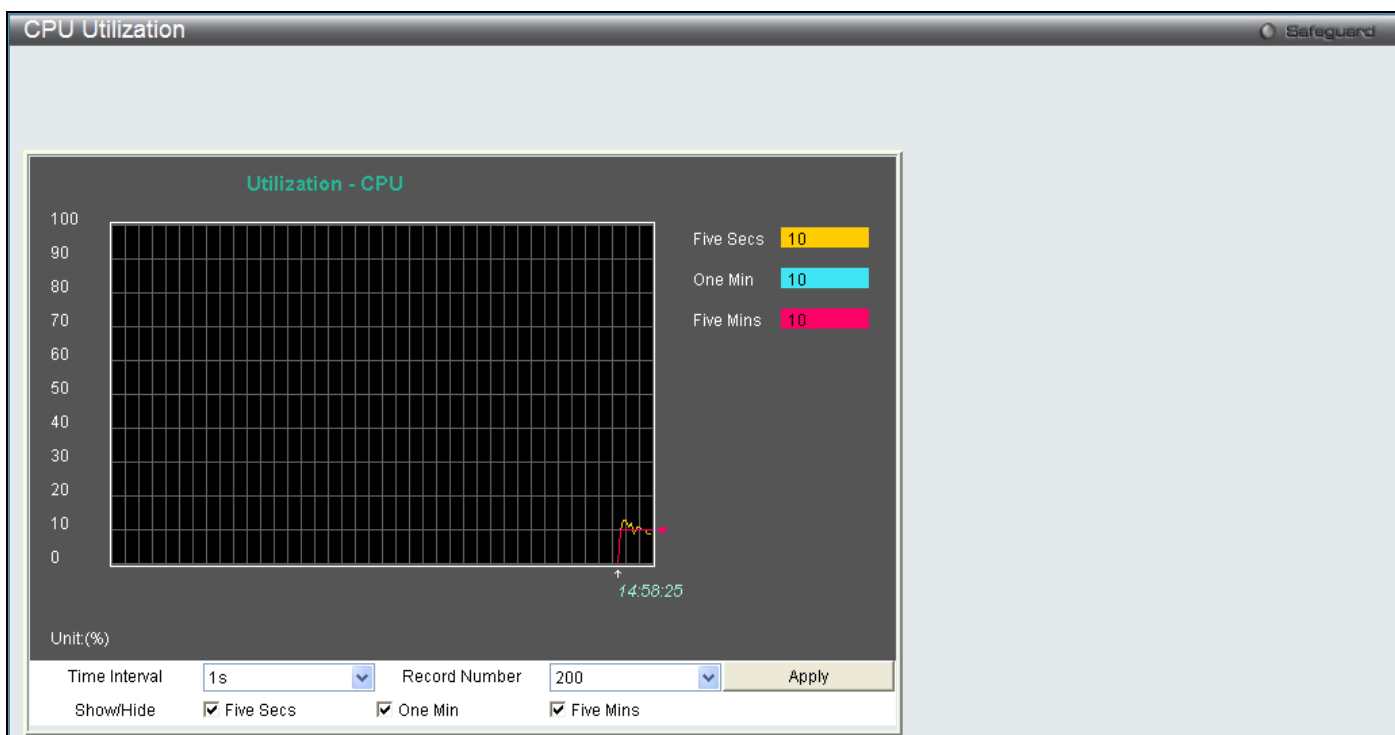 CPU Utilization
Safeguard
Utilization - CPU
100
90
80
70
60
50
40
30
20
10
0
Five Secs 10
One Min 10
Five Mins 10
14:58:25
Unit:(%)
Time Interval 1s Record Number 200 Apply
Show/Hide Five Secs One Min Five Mins